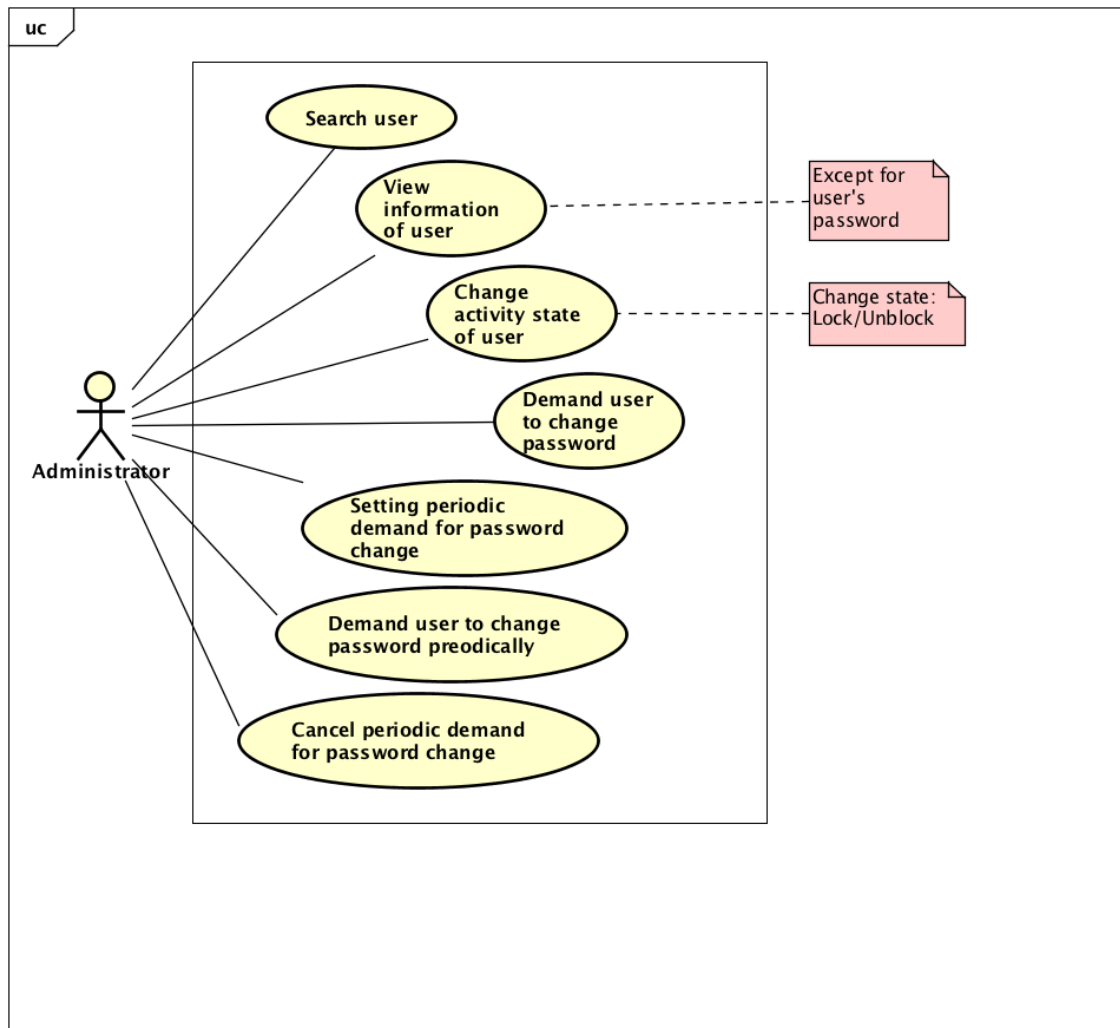 uc
Search user
View
information
of user
Except for
user's
password
Change
activity state
of user
Change state:
Lock/Unblock
Demand user
to change
password
Administrator
Setting periodic
demand for password
change
Demand user to change
password preodically
Cancel periodic demand
for password change